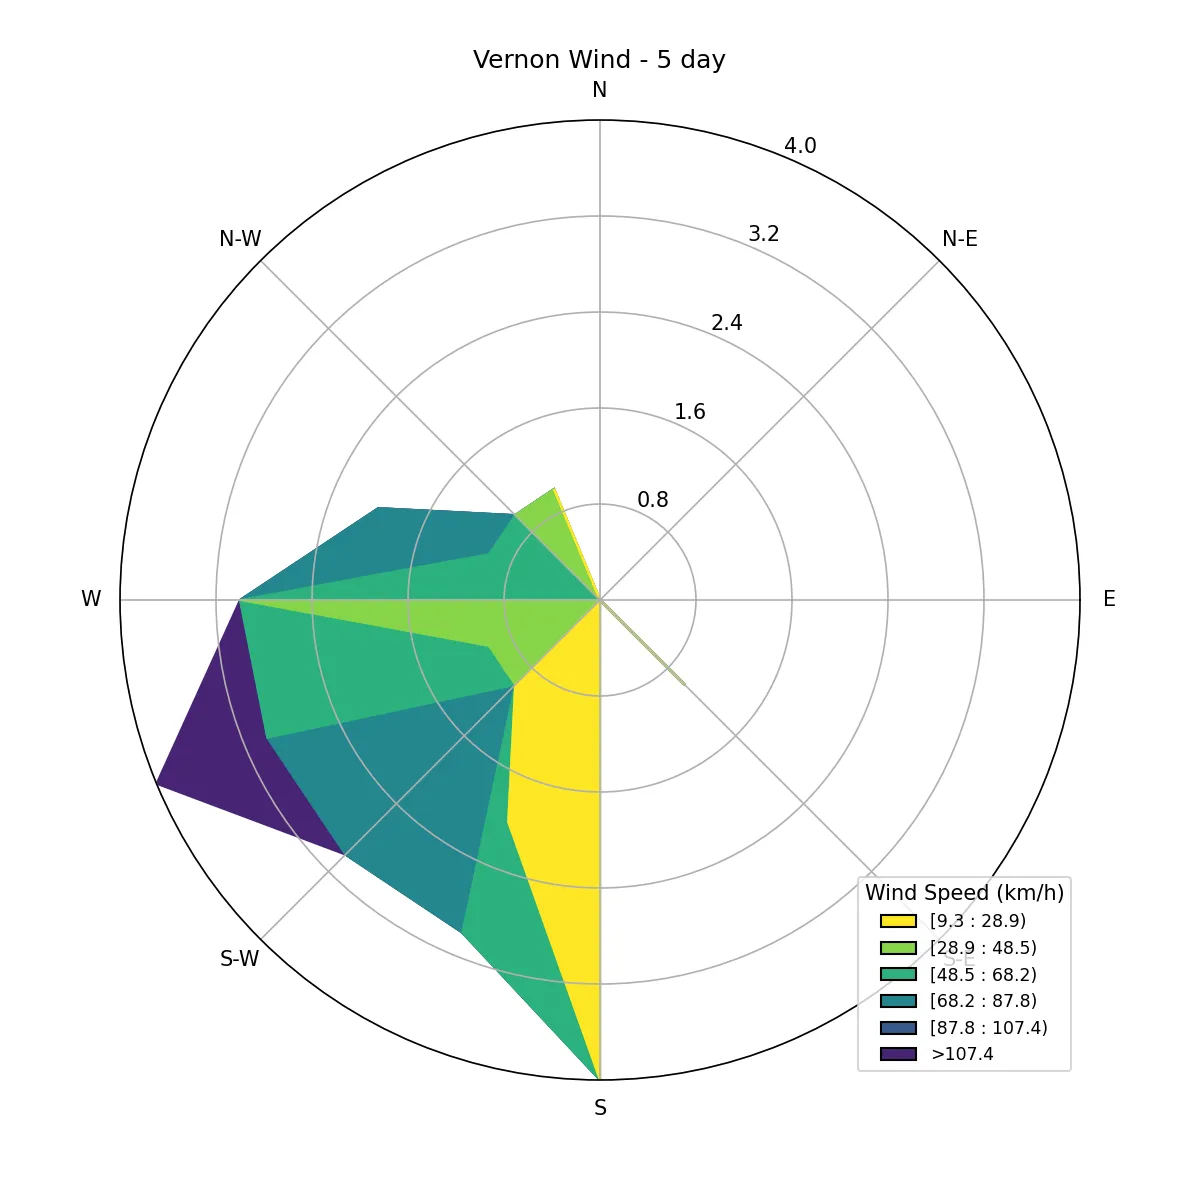 Vernon Wind - 5 day
N
4.0
N-W
3.2
N-E
2.4
1.6
0.8
W
E
S-W
S-E
S
Wind Speed (km/h)
[9.3 : 28.9)
[28.9 : 48.5)
[48.5 : 68.2)
[68.2 : 87.8)
[87.8 : 107.4)
>107.4